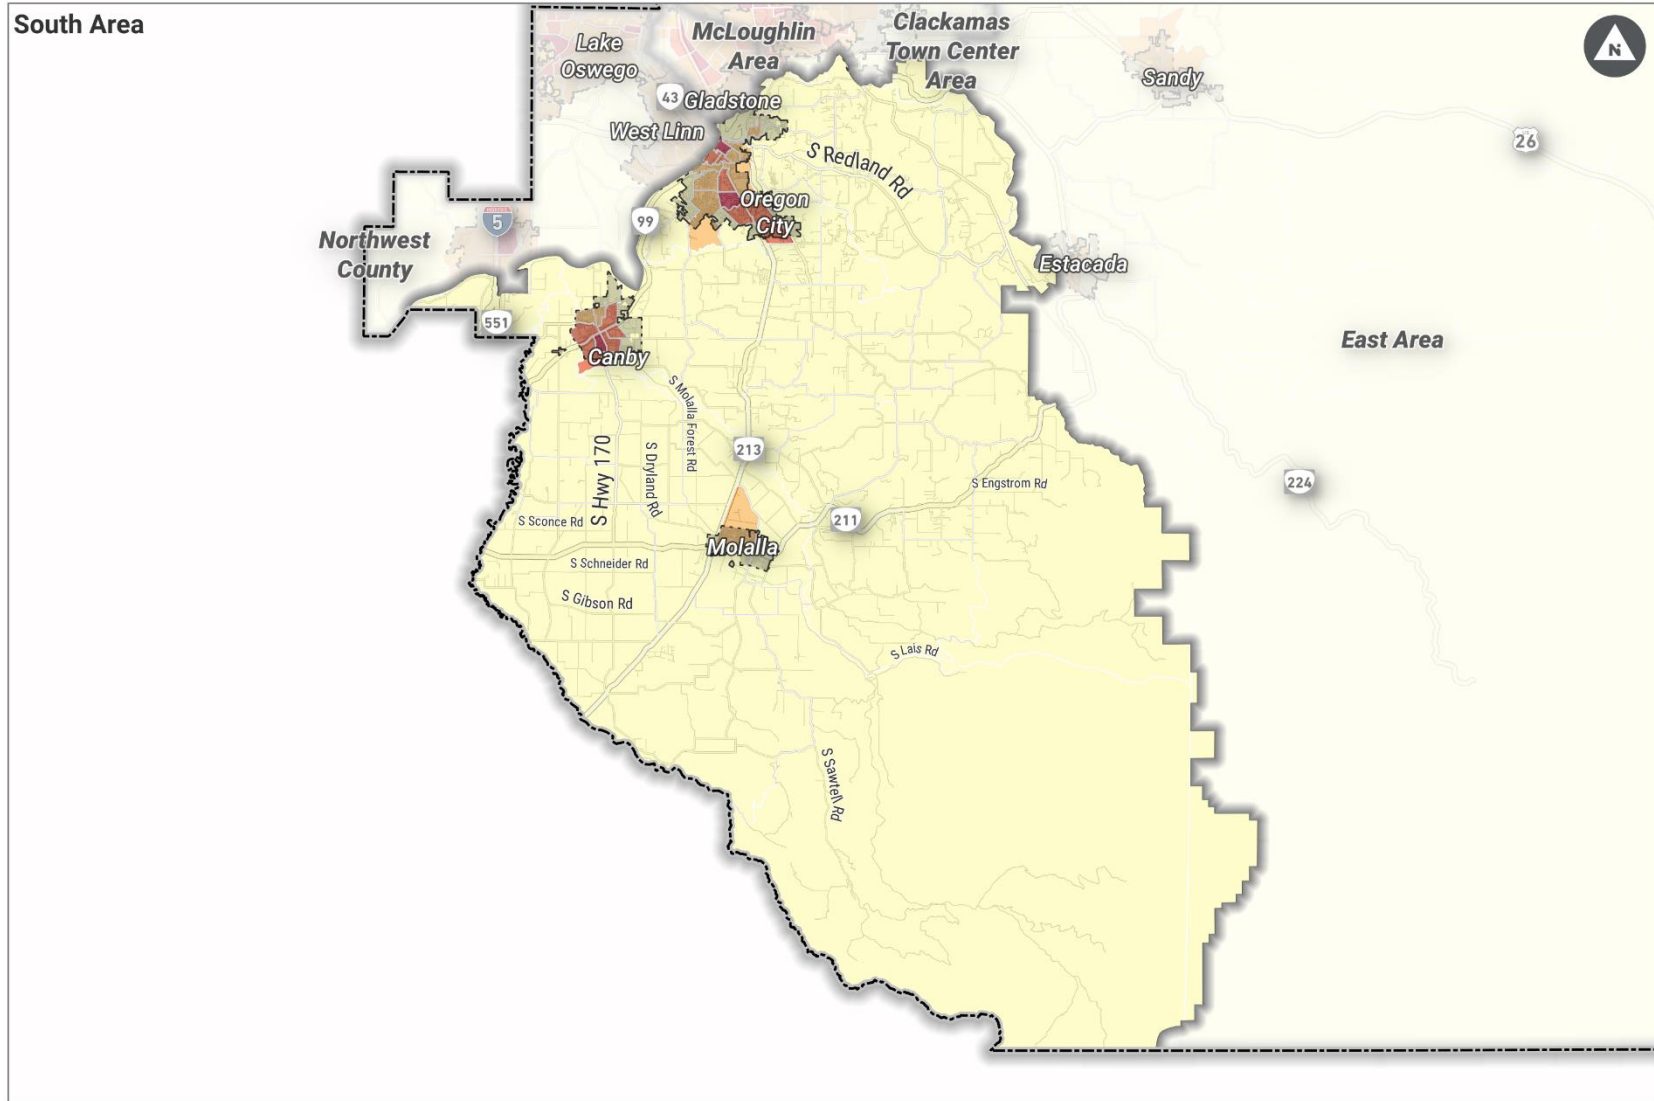 South Area
Lake
Oswego
McLoughlin
Area
Clackamas
Town Center
Area
N
Sandy
43
Gladstone
West Linn
26
S Redland Rd
Oregon
City
99
5
Northwest
County
Estacada
551
Canby
East Area
S Molalla Forest Rd
S Hwy 170
S Dryland Rd
213
224
S Engstrom Rd
211
S Sconce Rd
Molalla
S Schneider Rd
S Gibson Rd
S Lais Rd
S Sawtell Rd